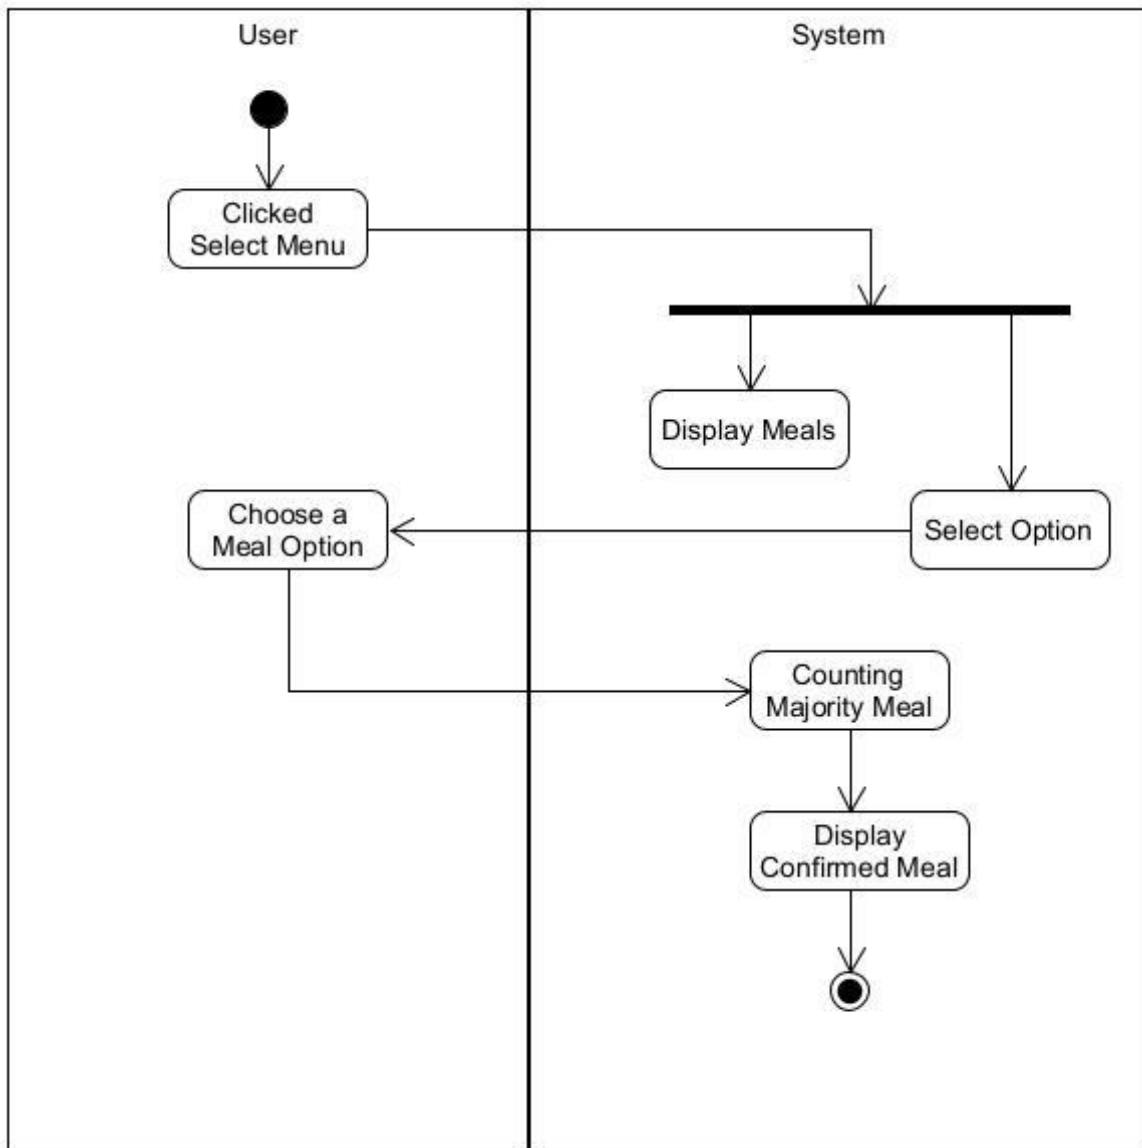 User
System
Clicked
Select Menu
Display Meals
Choose a
Meal Option
Select Option
Counting
Majority Meal
Display
Confirmed Meal